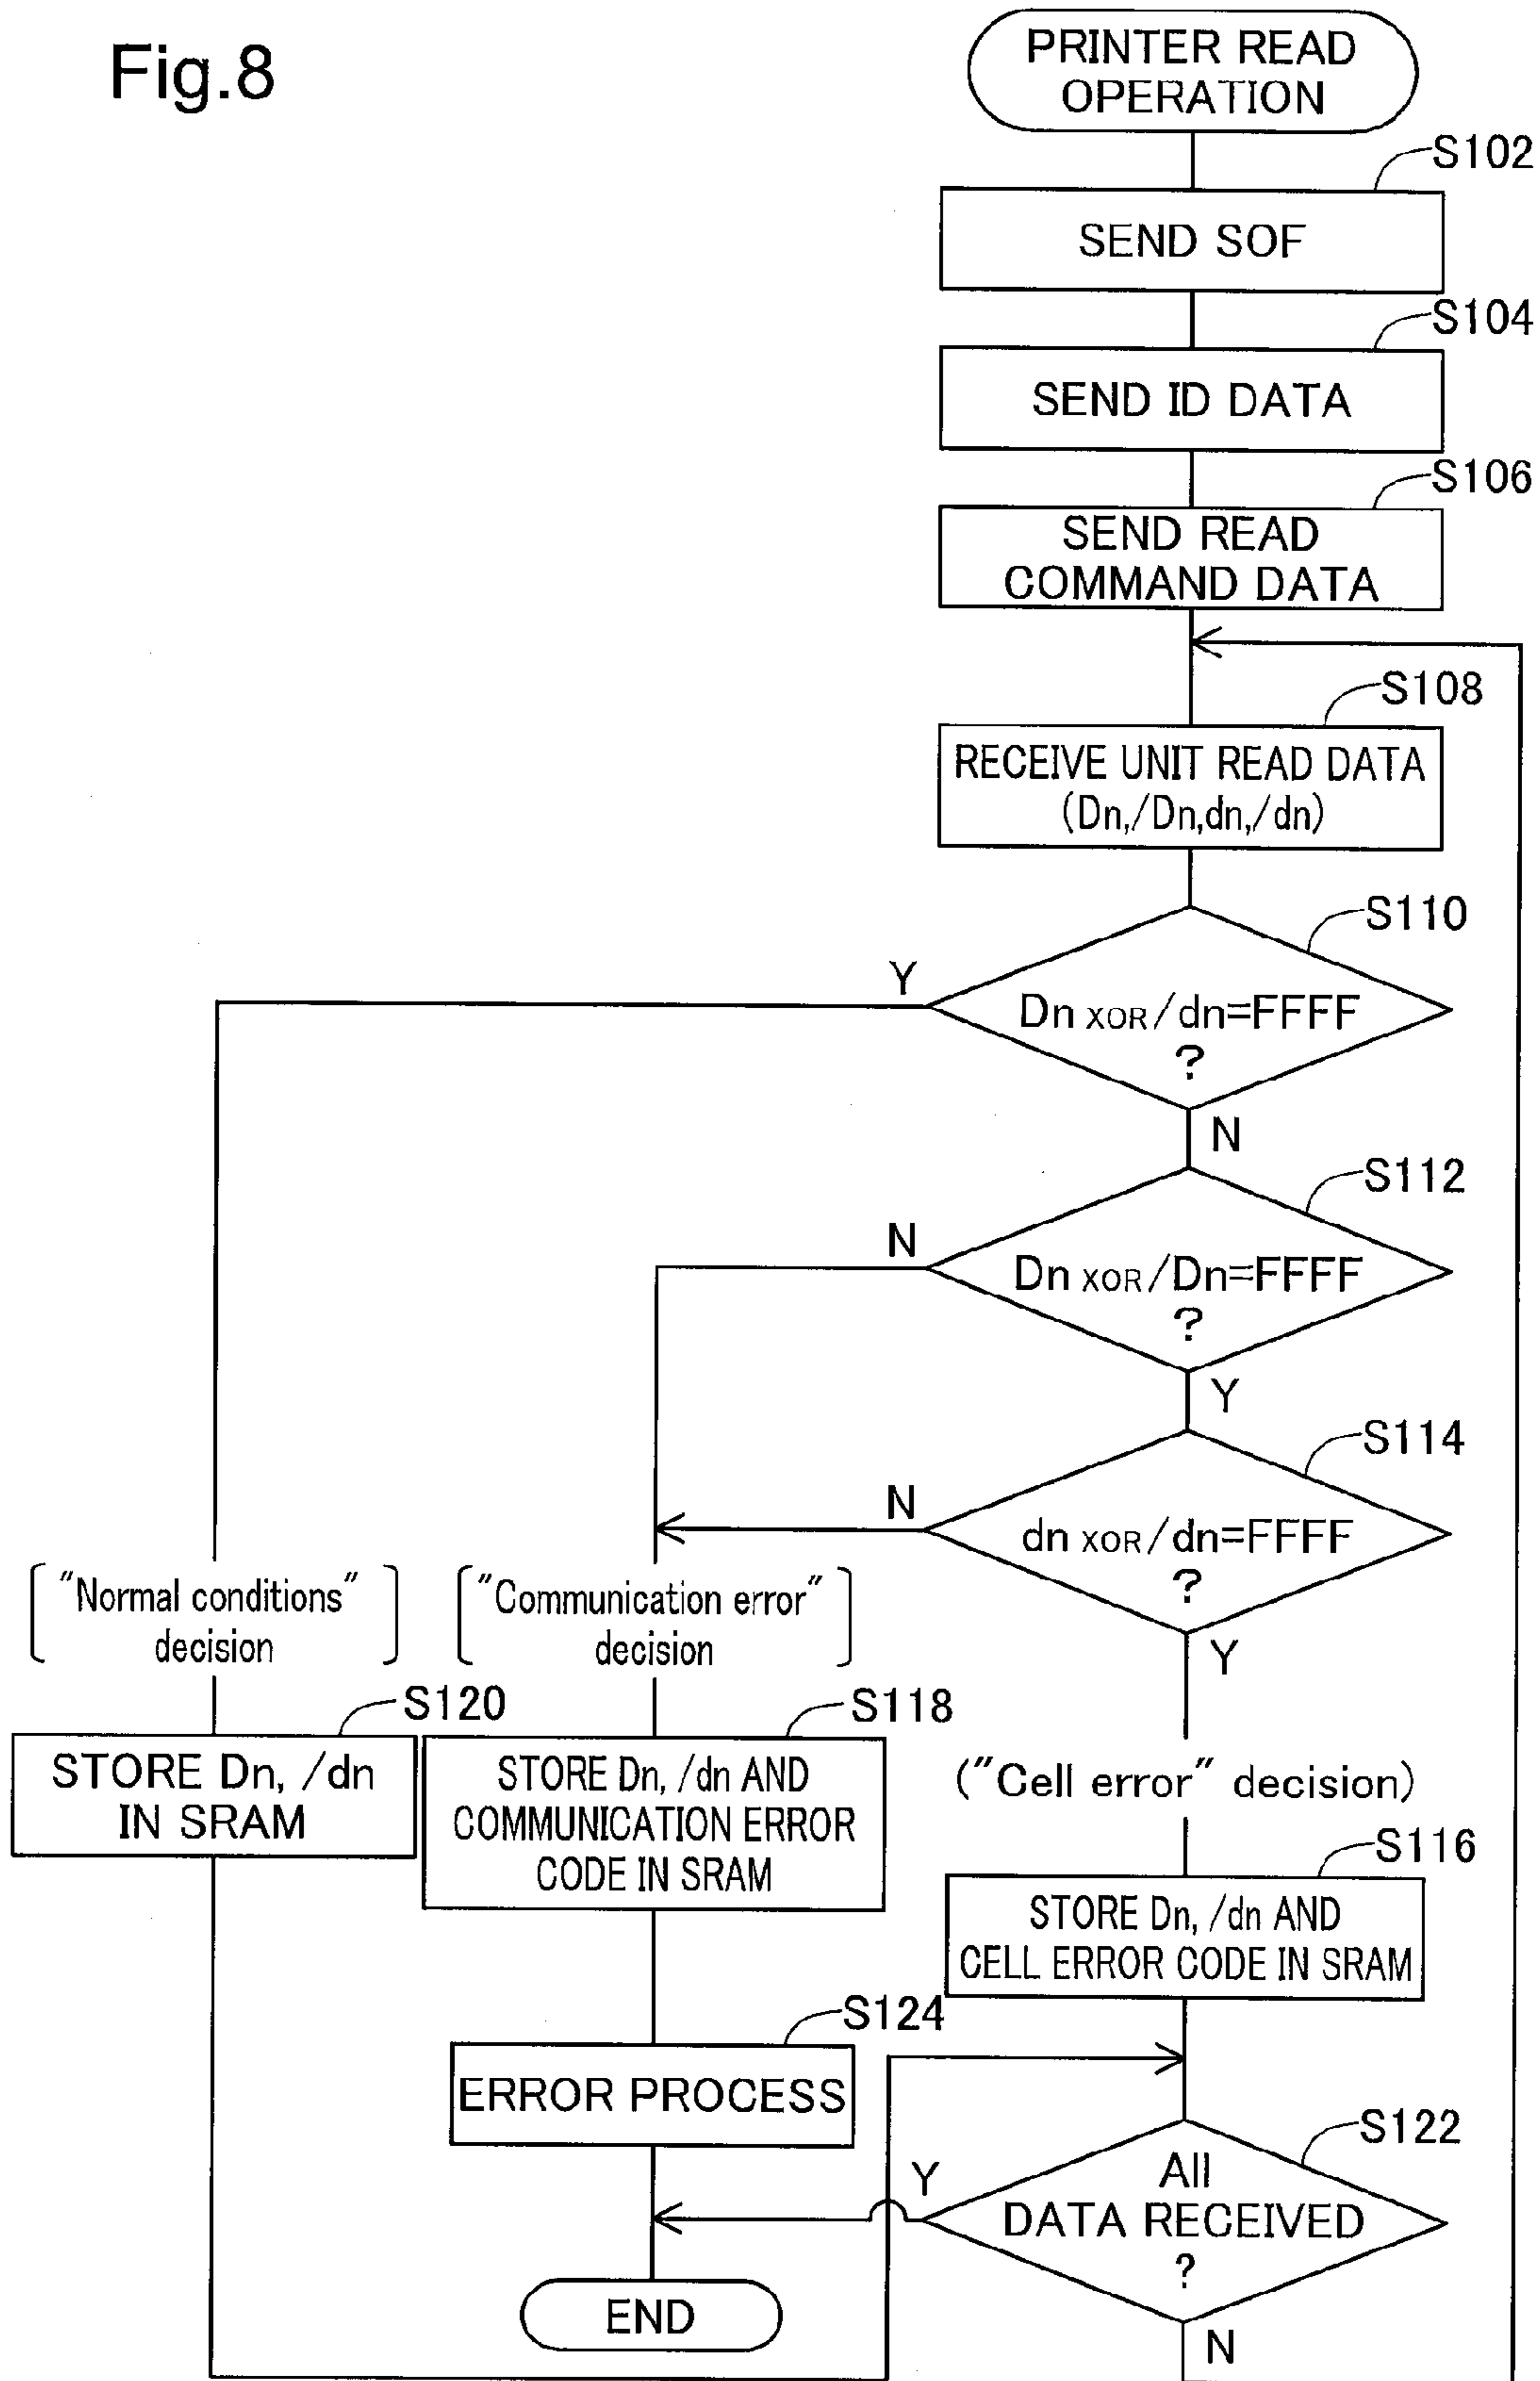 Fig.8
PRINTER READ
OPERATION
S102
SEND SOF
S104
SEND ID DATA
S106
SEND READ
COMMAND DATA
S108
RECEIVE UNIT READ DATA
(Dn,/Dn,dn,/dn)
S110
Y
Dn XOR/dn=FFFF
?
N
S112
N
Dn XOR/Dn=FFFF
?
Y
S114
N
dn XOR/dn=FFFF
?
Y
"Normal conditions"
decision
"Communication error"
decision
S120
STORE Dn, /dn
IN SRAM
S118
STORE Dn, /dn AND
COMMUNICATION ERROR
CODE IN SRAM
("Cell error" decision)
S116
STORE Dn, /dn AND
CELL ERROR CODE IN SRAM
S124
ERROR PROCESS
S122
Y
All
DATA RECEIVED
?
N
END